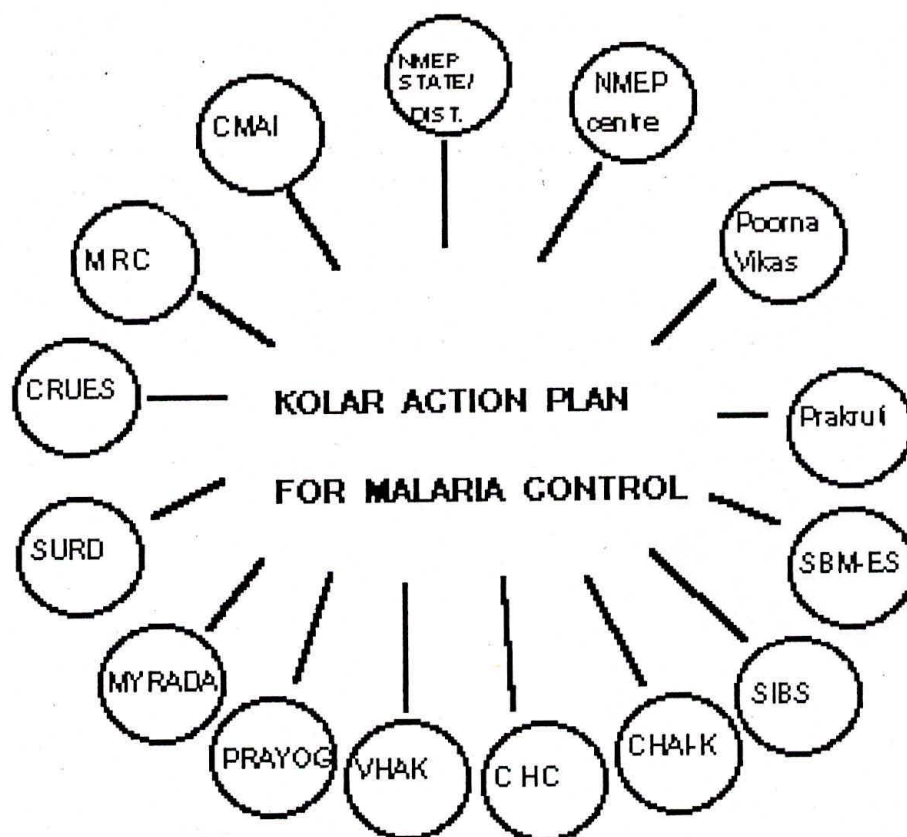 NMEP
STATE/
DIST.
NMEP
centre
CMAI
Poorna
Vikas
MRC
CRUES
KOLAR ACTION PLAN
Prakruti
FOR MALARIA CONTROL
SURD
SBM-ES
MYRADA
SIBS
PRAYOG
VHAK
CHC
CHAI-K